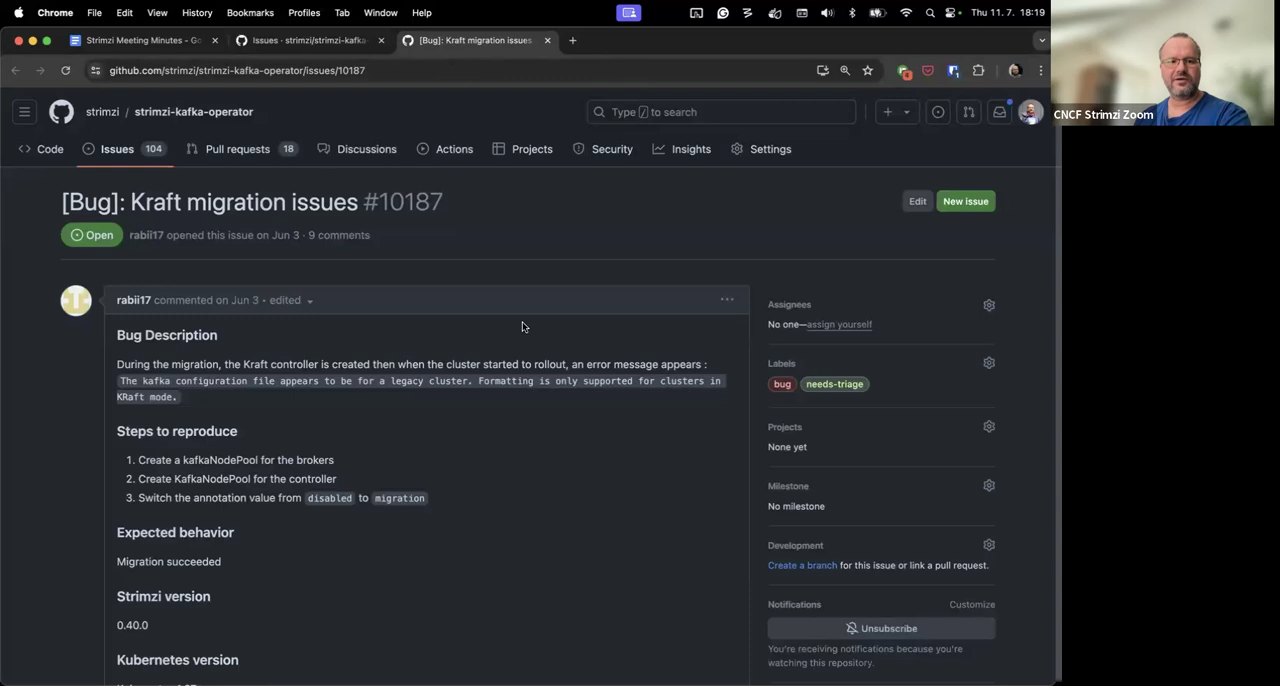 Chrome File Edit View History Bookmarks Profiles Tab Window Help Thu 11. 7. 18:19
Strimzi Meeting Minutes - Go Issues · strimzi/strimzi-kafka- [Bug]: Kraft migration issues
github.com/strimzi/strimzi-kafka-operator/issues/10187
CNCF Strimzi Zoom
strimzi / strimzi-kafka-operator Type / to search
Code Issues 104 Pull requests 18 Discussions Actions Projects Security Insights Settings
[Bug]: Kraft migration issues #10187 Edit New issue
Open rabii17 opened this issue on Jun 3 · 9 comments
rabii17 commented on Jun 3 • edited
Bug Description
During the migration, the Kraft controller is created then when the cluster started to rollout, an error message appears :
The kafka configuration file appears to be for a legacy cluster. Formatting is only supported for clusters in
KRaft mode.
Steps to reproduce
1. Create a kafkaNodePool for the brokers
2. Create KafkaNodePool for the controller
3. Switch the annotation value from disabled to migration
Expected behavior
Migration succeeded
Strimzi version
0.40.0
Kubernetes version
Assignees
No one—assign yourself
Labels
bug needs-triage
Projects
None yet
Milestone
No milestone
Development
Create a branch for this issue or link a pull request.
Notifications Customize
Unsubscribe
You're receiving notifications because you're
watching this repository.